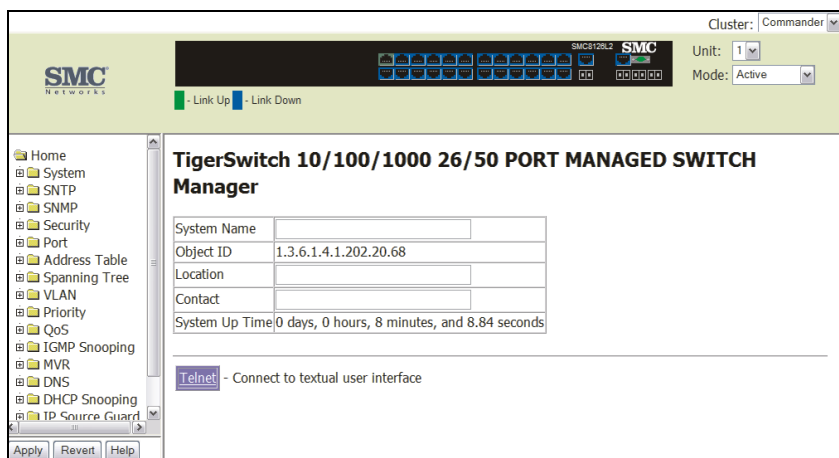 Cluster: Commander
SMC8126L2 SMC
Unit: 1
Mode: Active
SMC
Networks
- Link Up - Link Down
Home
System
SNTP
SNMP
Security
Port
Address Table
Spanning Tree
VLAN
Priority
QoS
IGMP Snooping
MVR
DNS
DHCP Snooping
IP Source Guard
Apply Revert Help
TigerSwitch 10/100/1000 26/50 PORT MANAGED SWITCH
Manager
System Name
Object ID 1.3.6.1.4.1.202.20.68
Location
Contact
System Up Time 0 days, 0 hours, 8 minutes, and 8.84 seconds
Telnet - Connect to textual user interface